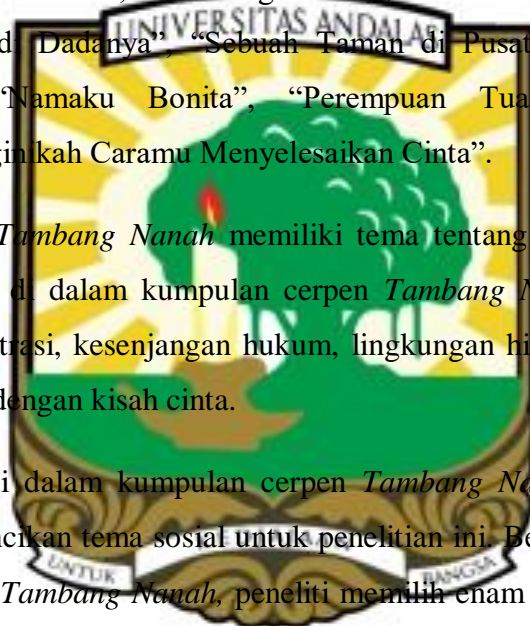 UNIVERSITAS ANDALAS
di Dadanya”, “Sebuah Taman di Pusat
“Namaku Bonita”, “Perempuan Tua
ginikah Caramu Menyelesaikan Cinta”.
Tambang Nanah memiliki tema tentang
di dalam kumpulan cerpen Tambang N
trasi, kesenjangan hukum, lingkungan hi
dengan kisah cinta.
i dalam kumpulan cerpen Tambang Na
cikan tema sosial untuk penelitian ini. Be
UNTUK BANGSA
Tambang Nanah, peneliti memilih enam